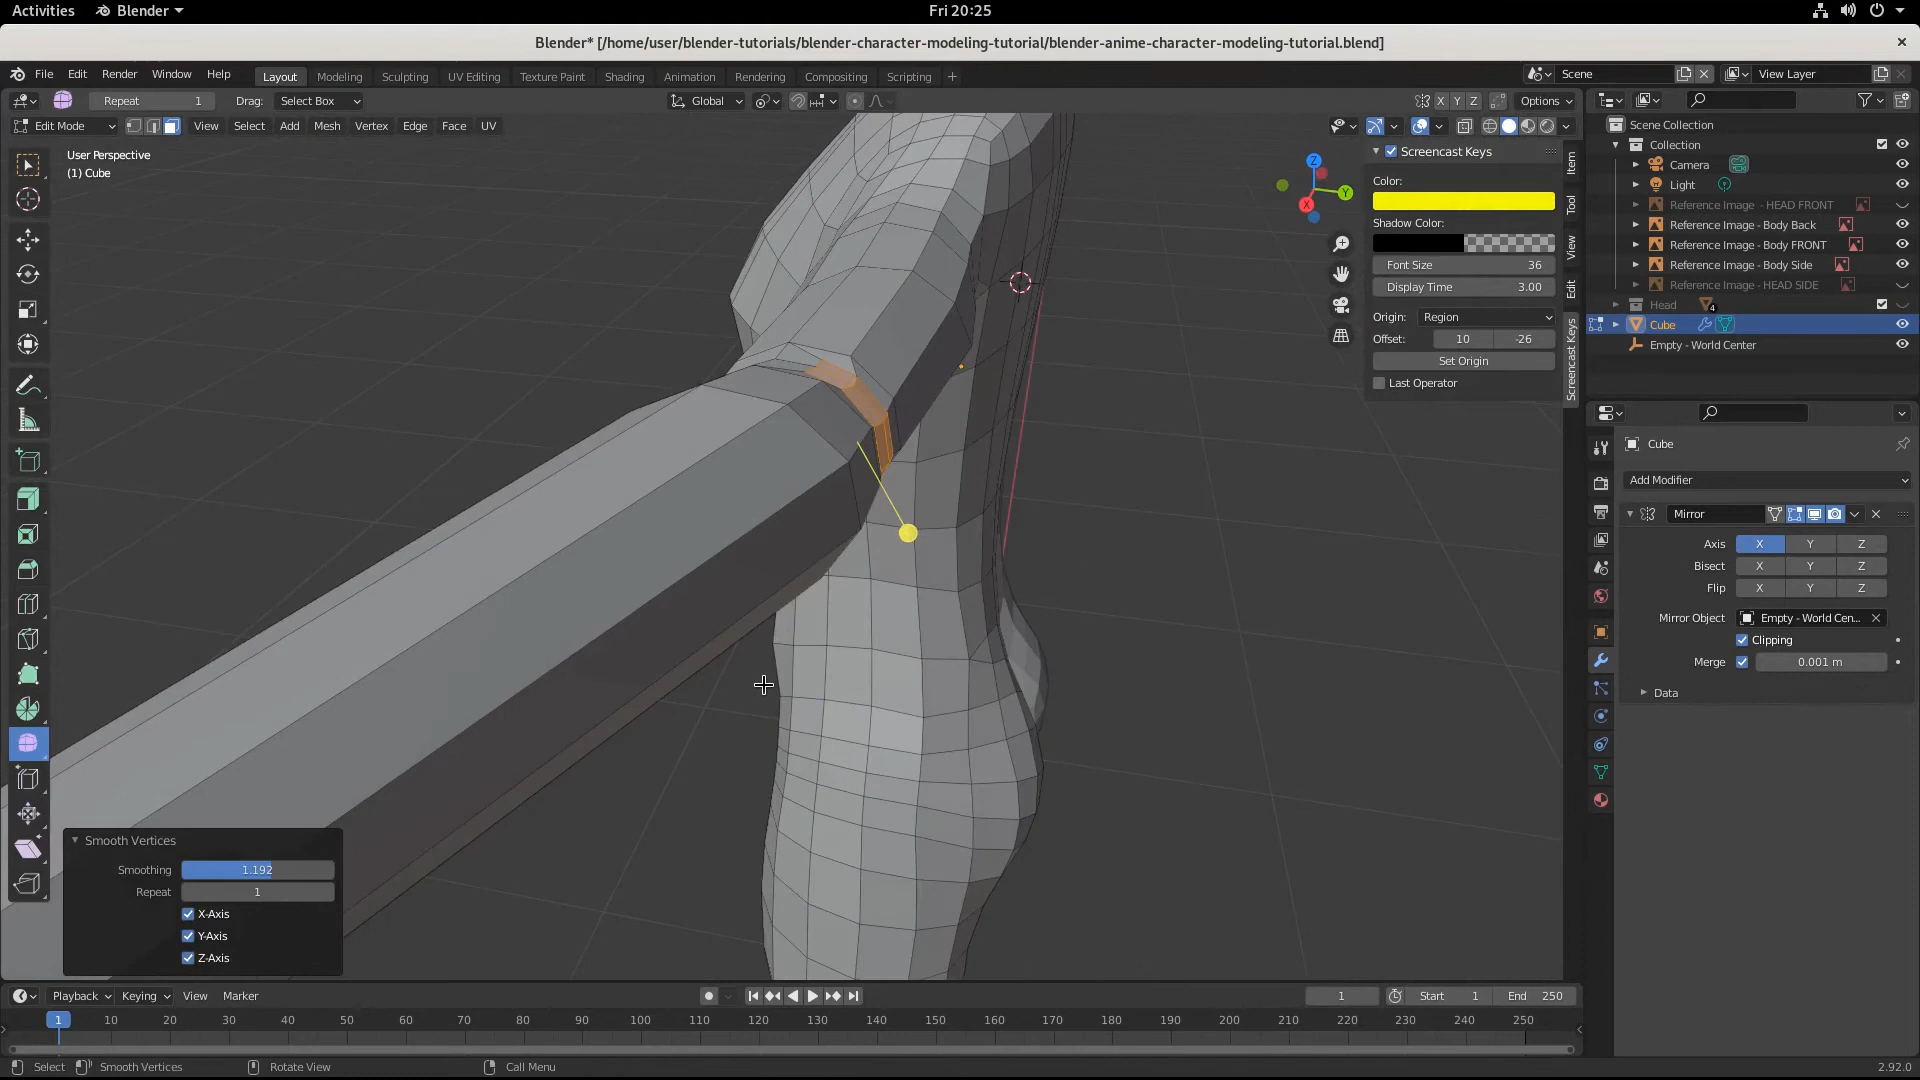 Activities Blender Fri 20:25
Blender* [/home/user/blender-tutorials/blender-character-modeling-tutorial/blender-anime-character-modeling-tutorial.blend]
File Edit Render Window Help Layout Modeling Sculpting UV Editing Texture Paint Shading Animation Rendering Compositing Scripting + Scene View Layer
Repeat 1 Drag: Select Box Global X Y Z Options
Edit Mode View Select Add Mesh Vertex Edge Face UV
User Perspective
(1) Cube
Z
Y
X
Screencast Keys
Color:
Shadow Color:
Font Size 36
Display Time 3.00
Origin: Region
Offset: 10 -26
Set Origin
Last Operator
Item
Tool
View
Edit
Screencast Keys
Scene Collection
Collection
Camera
Light
Reference Image - HEAD FRONT
Reference Image - Body Back
Reference Image - Body FRONT
Reference Image - Body Side
Reference Image - HEAD SIDE
Head 4
Cube
Empty - World Center
Cube
Add Modifier
Mirror
Axis X Y Z
Bisect X Y Z
Flip X Y Z
Mirror Object Empty - World Cen...
Clipping
Merge 0.001 m
Data
Smooth Vertices
Smoothing 1.192
Repeat 1
X-Axis
Y-Axis
Z-Axis
Playback Keying View Marker 1 Start 1 End 250
1 10 20 30 40 50 60 70 80 90 100 110 120 130 140 150 160 170 180 190 200 210 220 230 240 250
Select Smooth Vertices Rotate View Call Menu 2.92.0